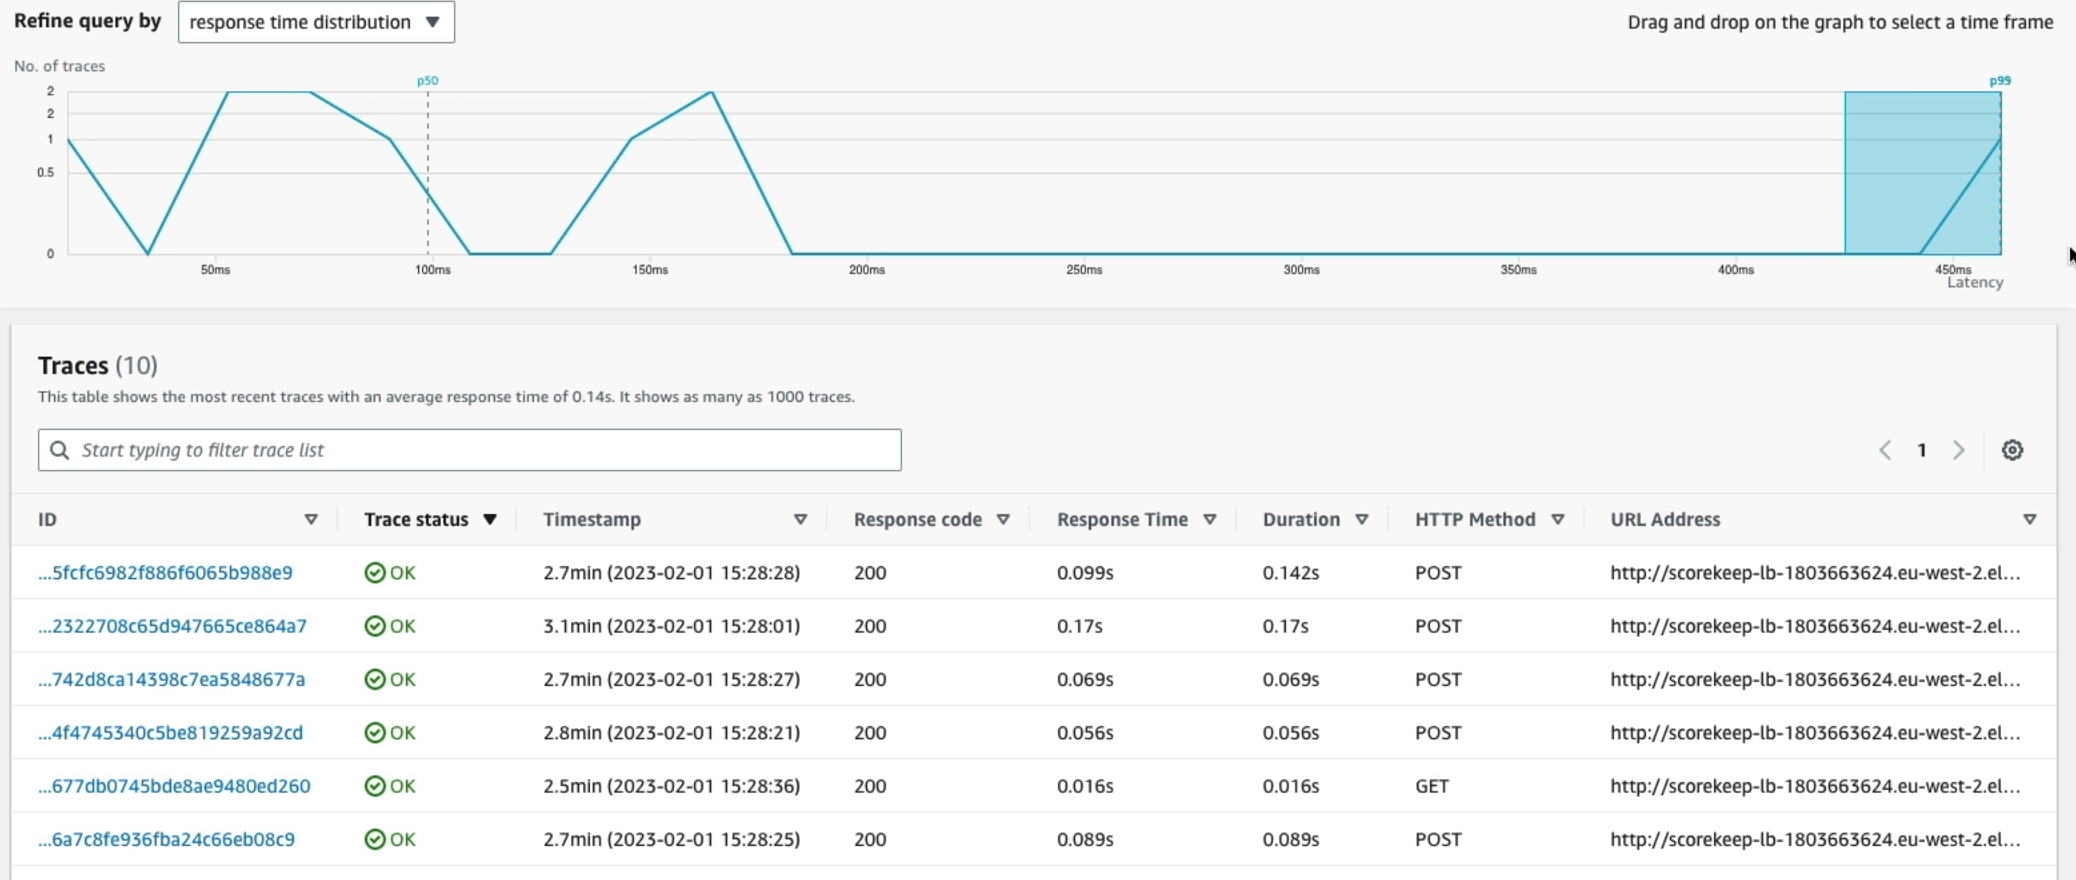 Refine query by response time distribution Drag and drop on the graph to select a time frame
No. of traces
p50 p99
2
2
1
0.5
0
50ms 100ms 150ms 200ms 250ms 300ms 350ms 400ms 450ms
Latency
Traces (10)
This table shows the most recent traces with an average response time of 0.14s. It shows as many as 1000 traces.
Start typing to filter trace list 1
ID Trace status Timestamp Response code Response Time Duration HTTP Method URL Address
...5fcfc6982f886f6065b988e9 OK 2.7min (2023-02-01 15:28:28) 200 0.099s 0.142s POST http://scorekeep-lb-1803663624.eu-west-2.el...
...2322708c65d947665ce864a7 OK 3.1min (2023-02-01 15:28:01) 200 0.17s 0.17s POST http://scorekeep-lb-1803663624.eu-west-2.el...
...742d8ca14398c7ea5848677a OK 2.7min (2023-02-01 15:28:27) 200 0.069s 0.069s POST http://scorekeep-lb-1803663624.eu-west-2.el...
...4f4745340c5be819259a92cd OK 2.8min (2023-02-01 15:28:21) 200 0.056s 0.056s POST http://scorekeep-lb-1803663624.eu-west-2.el...
...677db0745bde8ae9480ed260 OK 2.5min (2023-02-01 15:28:36) 200 0.016s 0.016s GET http://scorekeep-lb-1803663624.eu-west-2.el...
...6a7c8fe936fba24c66eb08c9 OK 2.7min (2023-02-01 15:28:25) 200 0.089s 0.089s POST http://scorekeep-lb-1803663624.eu-west-2.el...